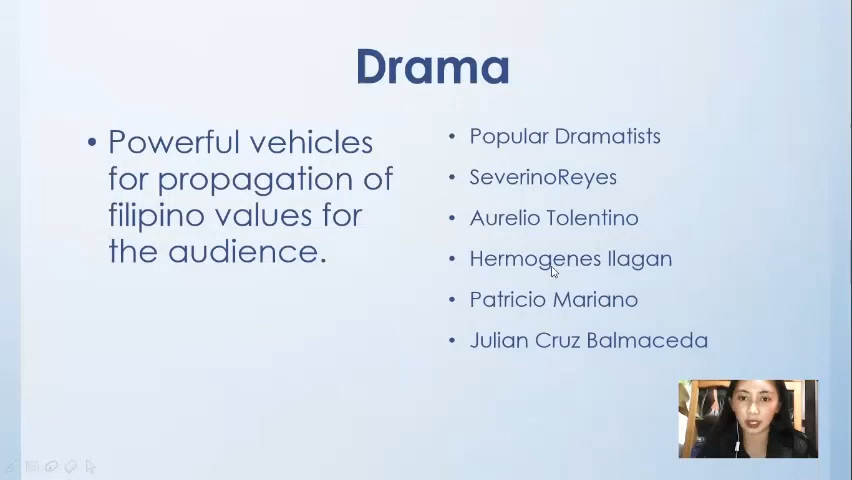 Drama
• Powerful vehicles
for propagation of
filipino values for
the audience.
• Popular Dramatists
• SeverinoReyes
• Aurelio Tolentino
• Hermogenes Ilagan
• Patricio Mariano
• Julian Cruz Balmaceda